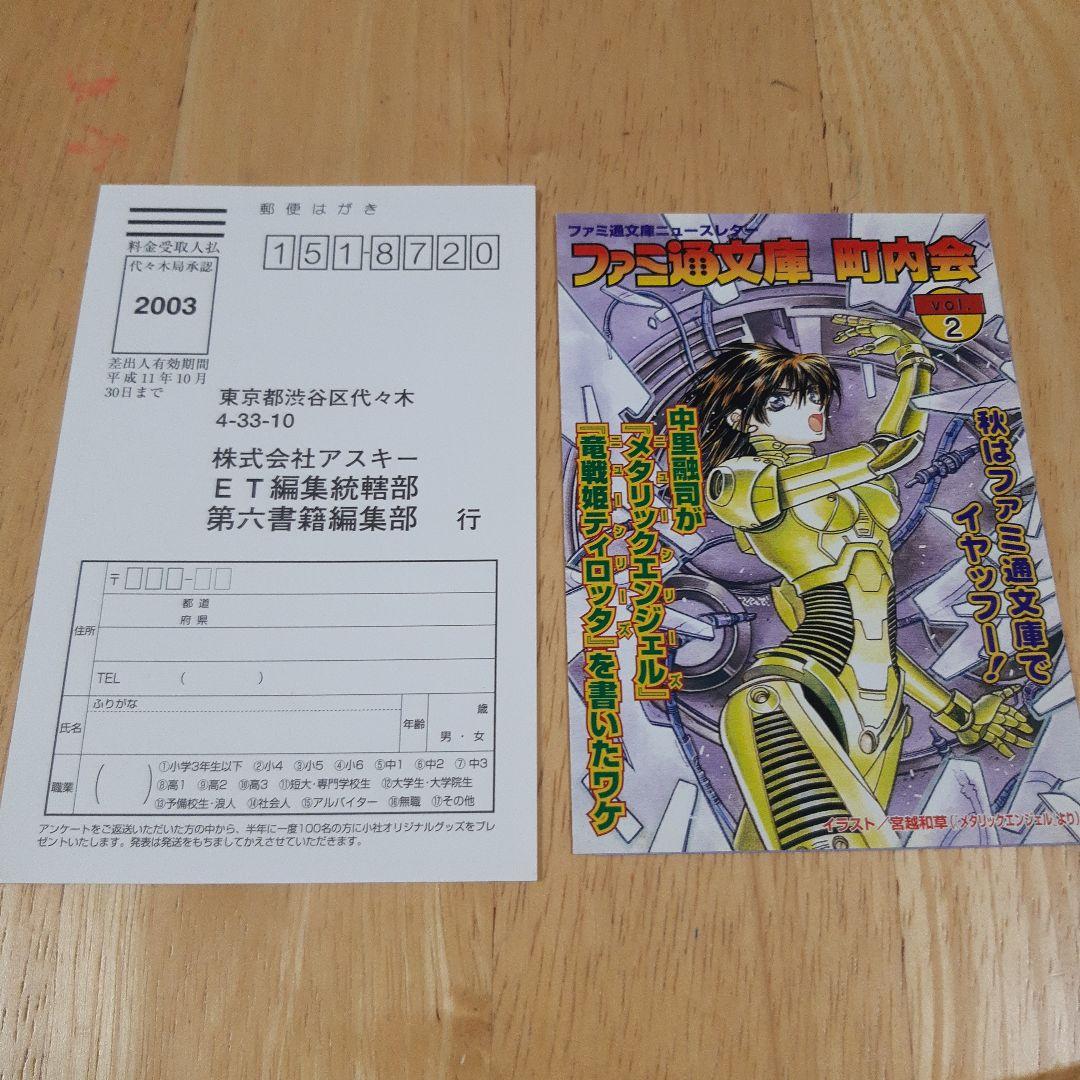 郵便はがき
料金受取人払
1518720
代々木局承認
2003
差出人有効期間
平成11年10月
30日まで
東京都渋谷区代々木
4-33-10
株式会社アスキー
ET編集統轄部
第六書籍編集部 行
〒□□□-□□
都道
府県
住所
TEL ( )
ふりがな
氏名
年齢
歳
男・女
職業
( )
①小学3年生以下 ②小4 ③小5 ④小6 ⑤中1 ⑥中2 ⑦中3
⑧高1 ⑨高2 ⑩高3 ⑪短大・専門学校生 ⑫大学生・大学院生
⑬予備校生・浪人 ⑭社会人 ⑮アルバイター ⑯無職 ⑰その他
アンケートをご返送いただいた方の中から、半年に一度100名の方に小社オリジナルグッズをプレ
ゼントいたします。発表は発送をもちましてかえさせていただきます。
ファミ通文庫ニュースレター
ファミ通文庫 町内会
vol.
2
秋はファミ通文庫で
イヤッフー!
中里融司が
『メタリックエンジェル』
ニューシリーズ
『竜戦姫ティロッタ』を書いたワケ
ニューシリーズ
イラスト/宮越和草(『メタリックエンジェル』より)